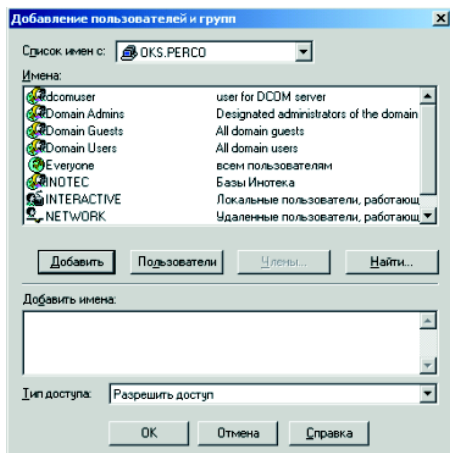 Добавление пользователей и групп
Список имен с: OKS.PERCO
Имена:
dcomuser user for DCOM server
Domain Admins Designated administrators of the domain
Domain Guests All domain guests
Domain Users All domain users
Everyone всем пользователям
INOTEC Базы Инотека
INTERACTIVE Локальные пользователи, работающ
NETWORK Удаленные пользователи, работающ
Добавить Пользователи Члены... Найти...
Добавить имена:
Тип доступа: Разрешить доступ
OK Отмена Справка